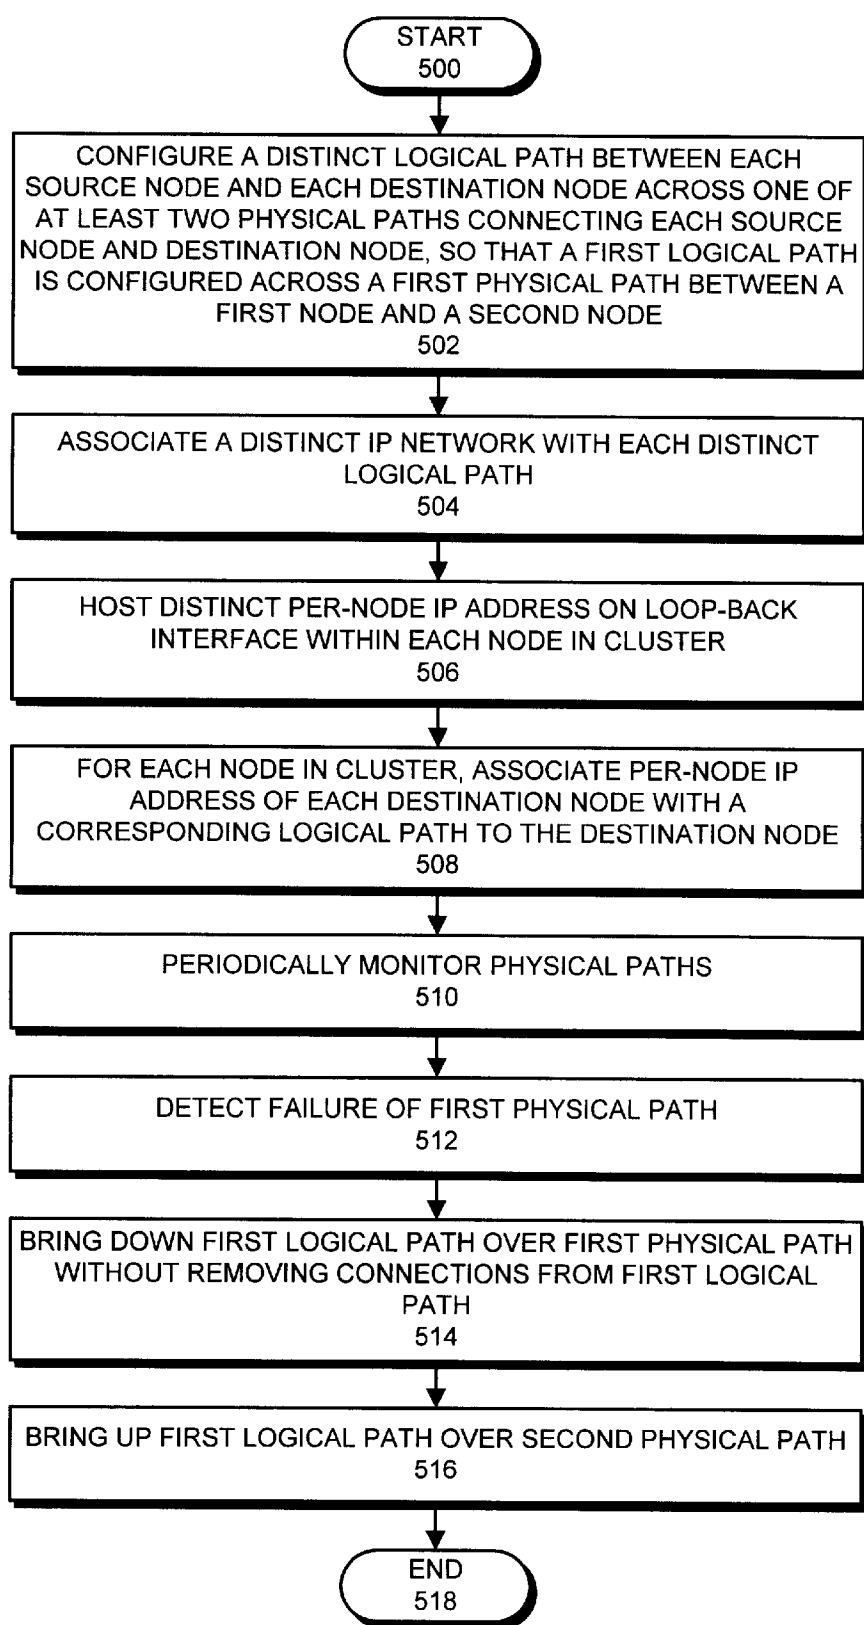 START
500
CONFIGURE A DISTINCT LOGICAL PATH BETWEEN EACH
SOURCE NODE AND EACH DESTINATION NODE ACROSS ONE OF
AT LEAST TWO PHYSICAL PATHS CONNECTING EACH SOURCE
NODE AND DESTINATION NODE, SO THAT A FIRST LOGICAL PATH
IS CONFIGURED ACROSS A FIRST PHYSICAL PATH BETWEEN A
FIRST NODE AND A SECOND NODE
502
ASSOCIATE A DISTINCT IP NETWORK WITH EACH DISTINCT
LOGICAL PATH
504
HOST DISTINCT PER-NODE IP ADDRESS ON LOOP-BACK
INTERFACE WITHIN EACH NODE IN CLUSTER
506
FOR EACH NODE IN CLUSTER, ASSOCIATE PER-NODE IP
ADDRESS OF EACH DESTINATION NODE WITH A
CORRESPONDING LOGICAL PATH TO THE DESTINATION NODE
508
PERIODICALLY MONITOR PHYSICAL PATHS
510
DETECT FAILURE OF FIRST PHYSICAL PATH
512
BRING DOWN FIRST LOGICAL PATH OVER FIRST PHYSICAL PATH
WITHOUT REMOVING CONNECTIONS FROM FIRST LOGICAL
PATH
514
BRING UP FIRST LOGICAL PATH OVER SECOND PHYSICAL PATH
516
END
518